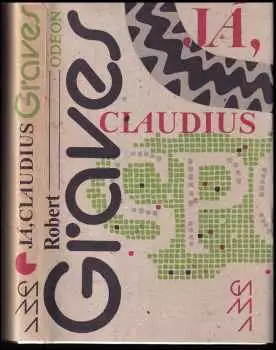 JÁ, CLAUDIUS Graves
Robert
Graves
ODEON
JÁ,
CLAUDIUS